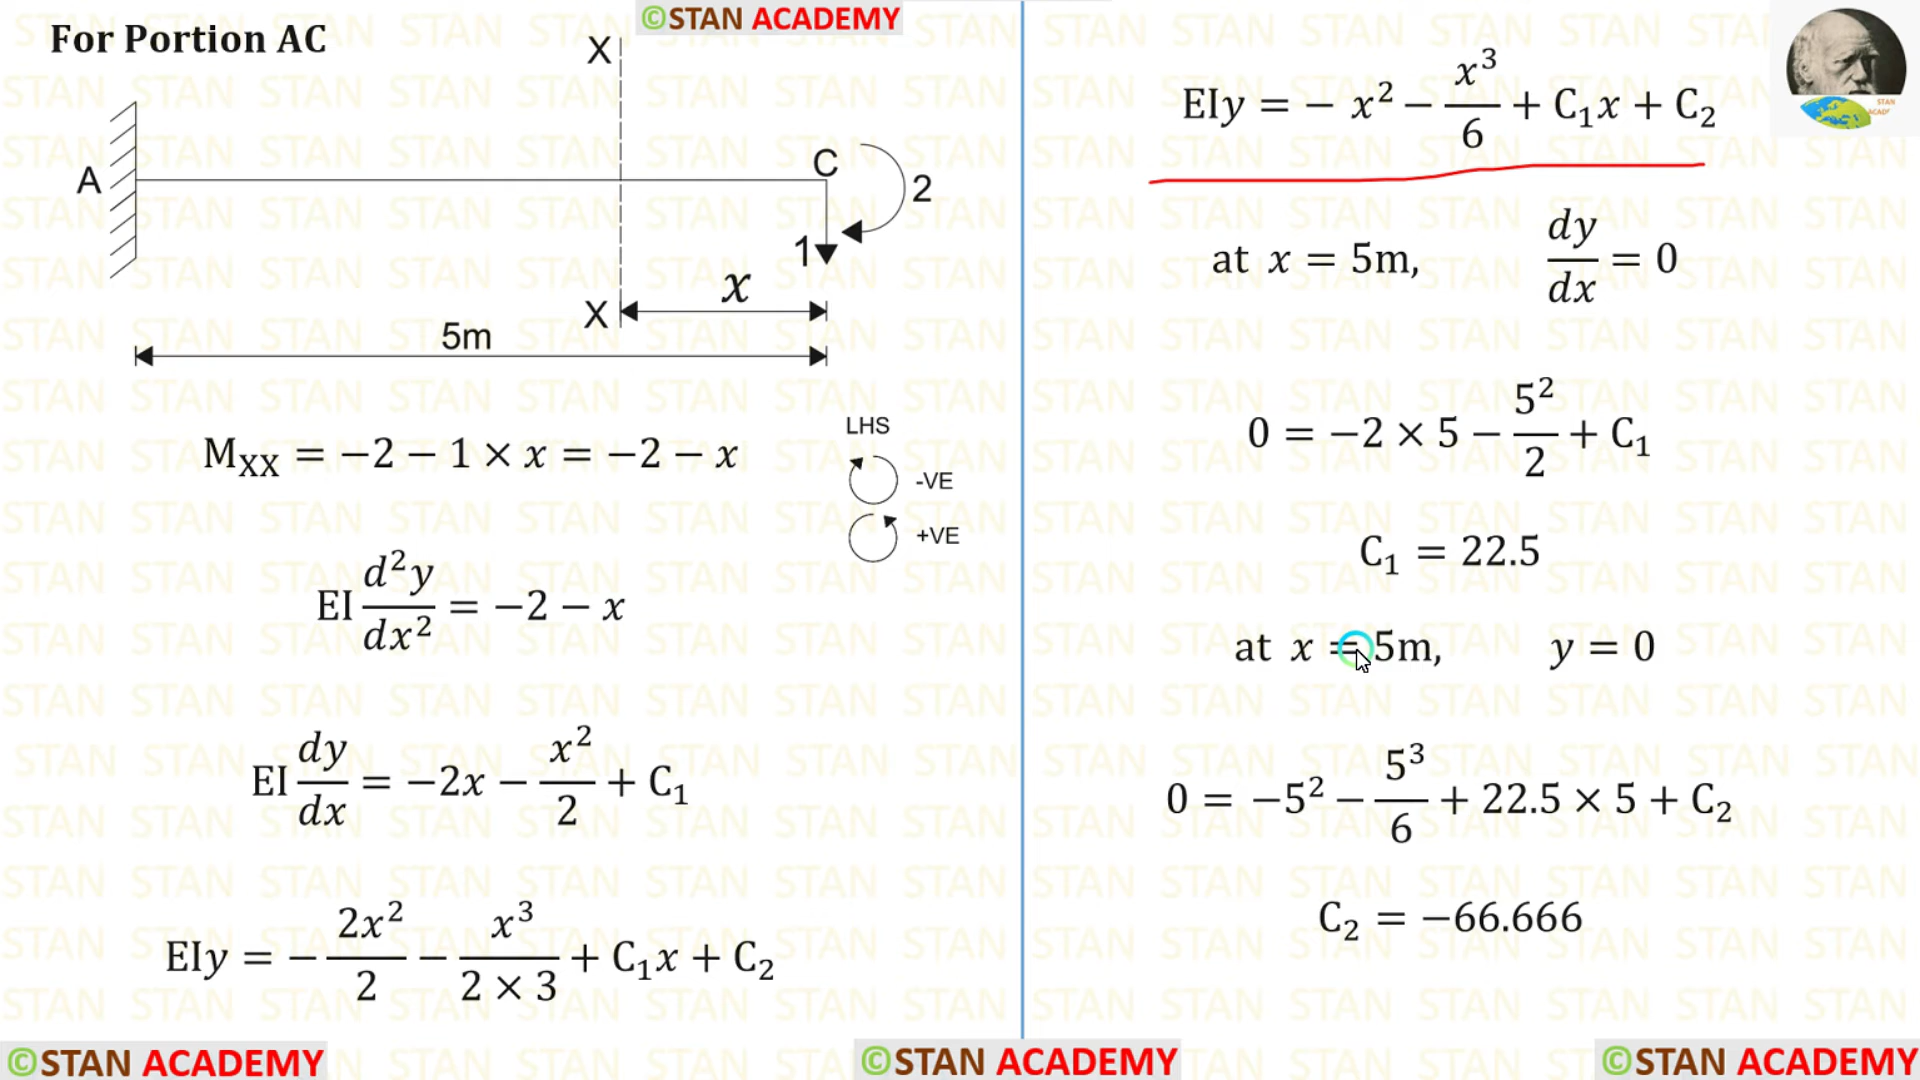 ©STAN ACADEMY
For Portion AC
X
A
C
2
1
x
X
5m
M_XX = −2 − 1 × x = −2 − x
LHS
-VE
+VE
EI d²y/dx² = −2 − x
EI dy/dx = −2x − x²/2 + C₁
EIy = − 2x²/2 − x³/(2 × 3) + C₁x + C₂
EIy = − x² − x³/6 + C₁x + C₂
at x = 5m, dy/dx = 0
0 = −2 × 5 − 5²/2 + C₁
C₁ = 22.5
at x = 5m, y = 0
0 = −5² − 5³/6 + 22.5 × 5 + C₂
C₂ = −66.666
©STAN ACADEMY
©STAN ACADEMY
©STAN ACADEMY